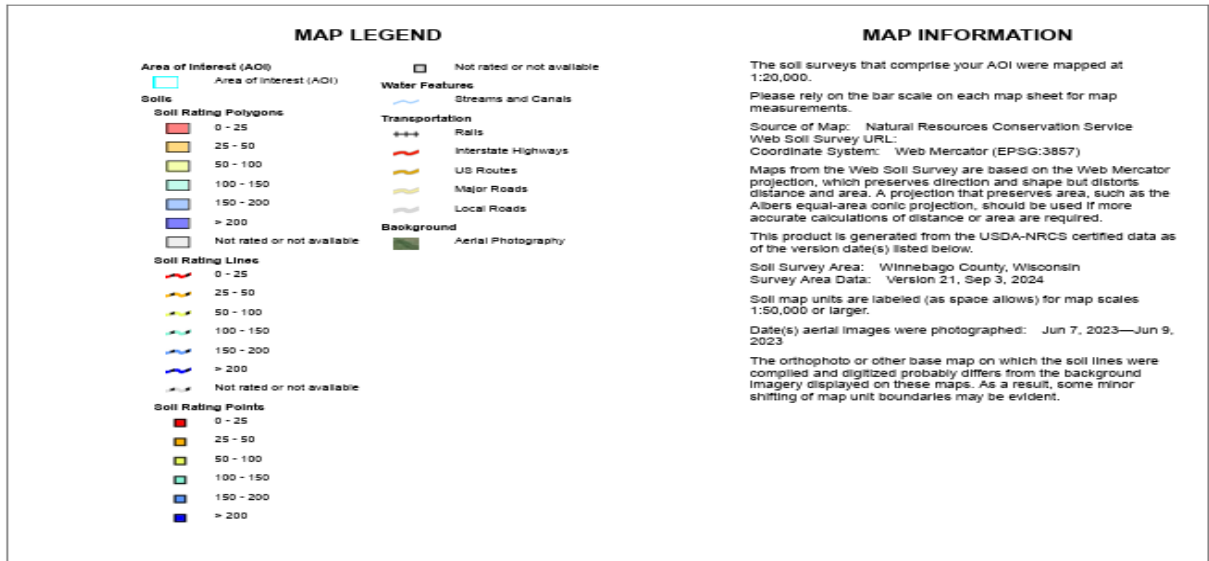 MAP LEGEND
Area of Interest (AOI)
Area of Interest (AOI)
Soils
Soil Rating Polygons
0 - 25
25 - 50
50 - 100
100 - 150
150 - 200
> 200
Not rated or not available
Soil Rating Lines
0 - 25
25 - 50
50 - 100
100 - 150
150 - 200
> 200
Not rated or not available
Soil Rating Points
0 - 25
25 - 50
50 - 100
100 - 150
150 - 200
> 200
Not rated or not available
Water Features
Streams and Canals
Transportation
Rails
Interstate Highways
US Routes
Major Roads
Local Roads
Background
Aerial Photography
MAP INFORMATION
The soil surveys that comprise your AOI were mapped at
1:20,000.
Please rely on the bar scale on each map sheet for map
measurements.
Source of Map: Natural Resources Conservation Service
Web Soil Survey URL:
Coordinate System: Web Mercator (EPSG:3857)
Maps from the Web Soil Survey are based on the Web Mercator
projection, which preserves direction and shape but distorts
distance and area. A projection that preserves area, such as the
Albers equal-area conic projection, should be used if more
accurate calculations of distance or area are required.
This product is generated from the USDA-NRCS certified data as
of the version date(s) listed below.
Soil Survey Area: Winnebago County, Wisconsin
Survey Area Data: Version 21, Sep 3, 2024
Soil map units are labeled (as space allows) for map scales
1:50,000 or larger.
Date(s) aerial images were photographed: Jun 7, 2023—Jun 9,
2023
The orthophoto or other base map on which the soil lines were
compiled and digitized probably differs from the background
imagery displayed on these maps. As a result, some minor
shifting of map unit boundaries may be evident.